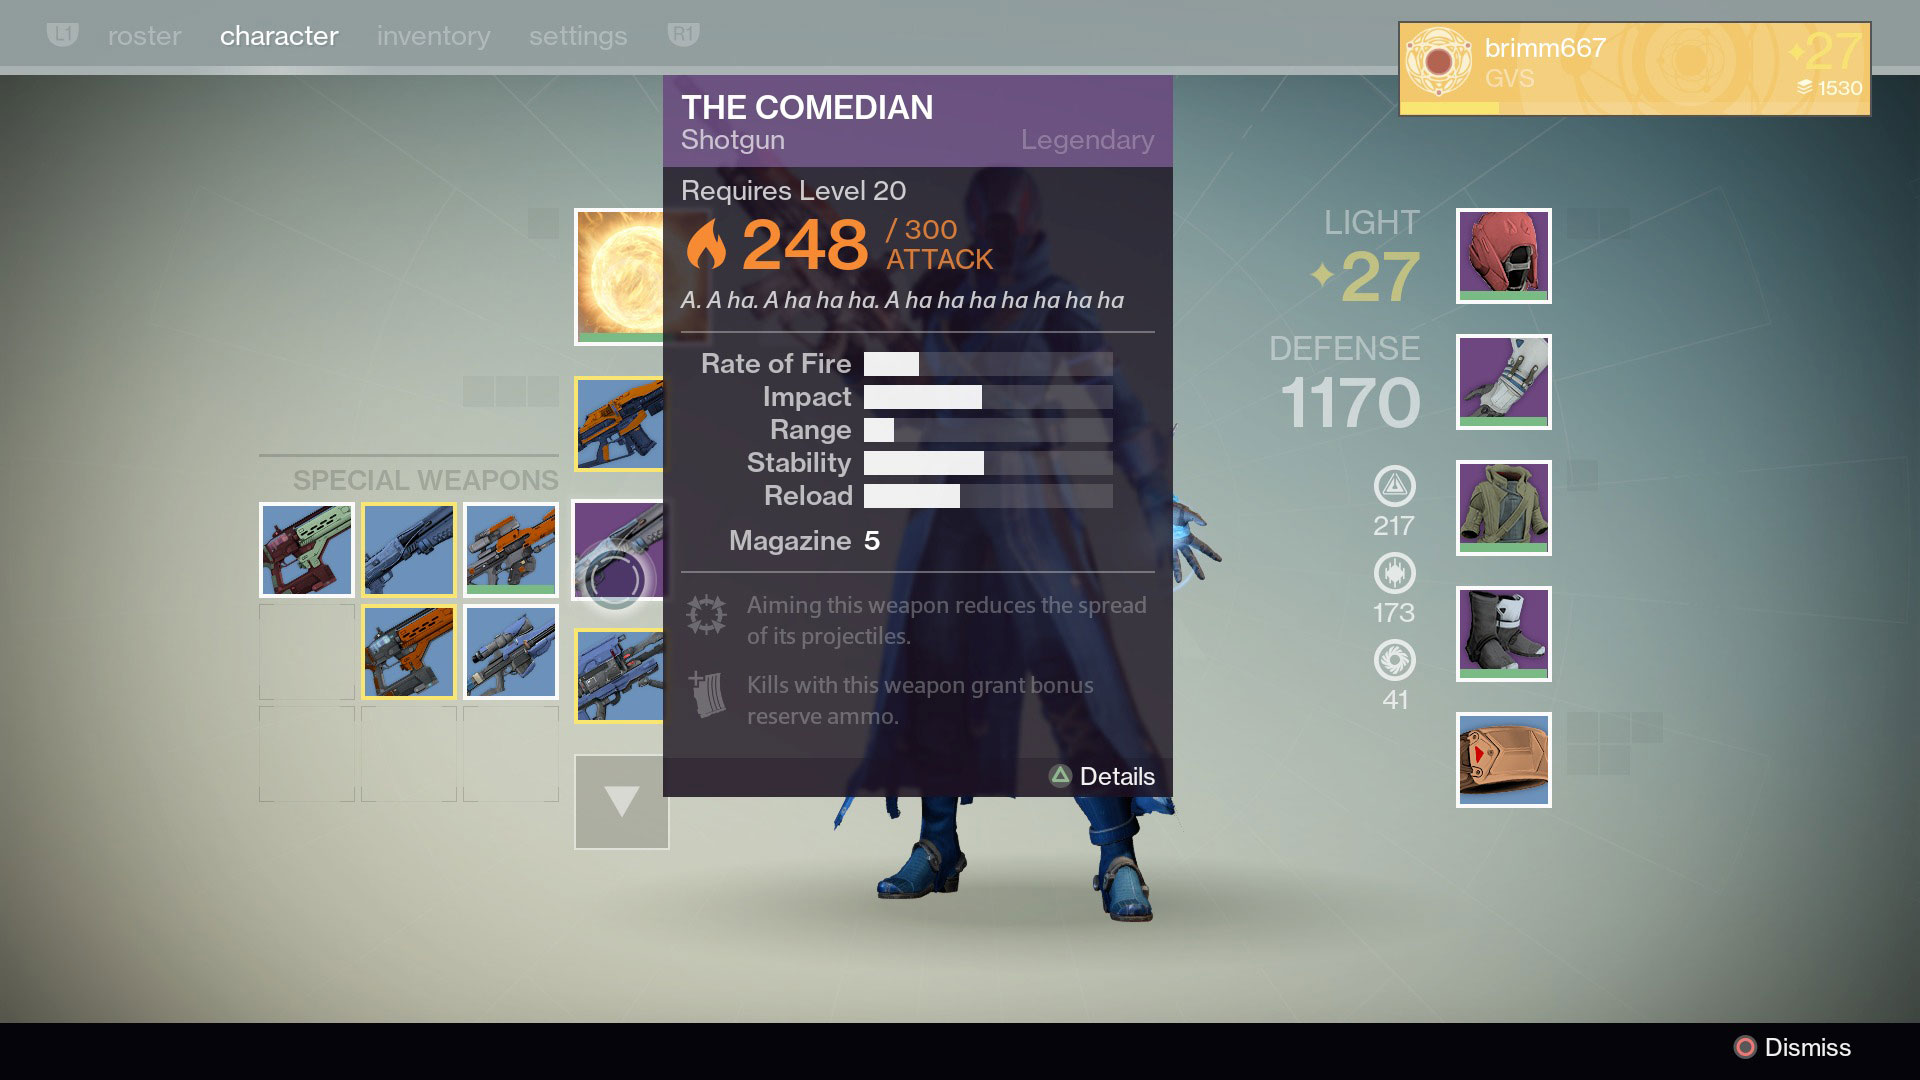 L1 roster character inventory settings R1
brimm667
GVS
27
1530
THE COMEDIAN
Shotgun Legendary
Requires Level 20
248 / 300
ATTACK
A. A ha. A ha ha ha. A ha ha ha ha ha ha ha
Rate of Fire
Impact
Range
Stability
Reload
Magazine 5
Aiming this weapon reduces the spread
of its projectiles.
Kills with this weapon grant bonus
reserve ammo.
Details
SPECIAL WEAPONS
LIGHT
27
DEFENSE
1170
217
173
41
Dismiss